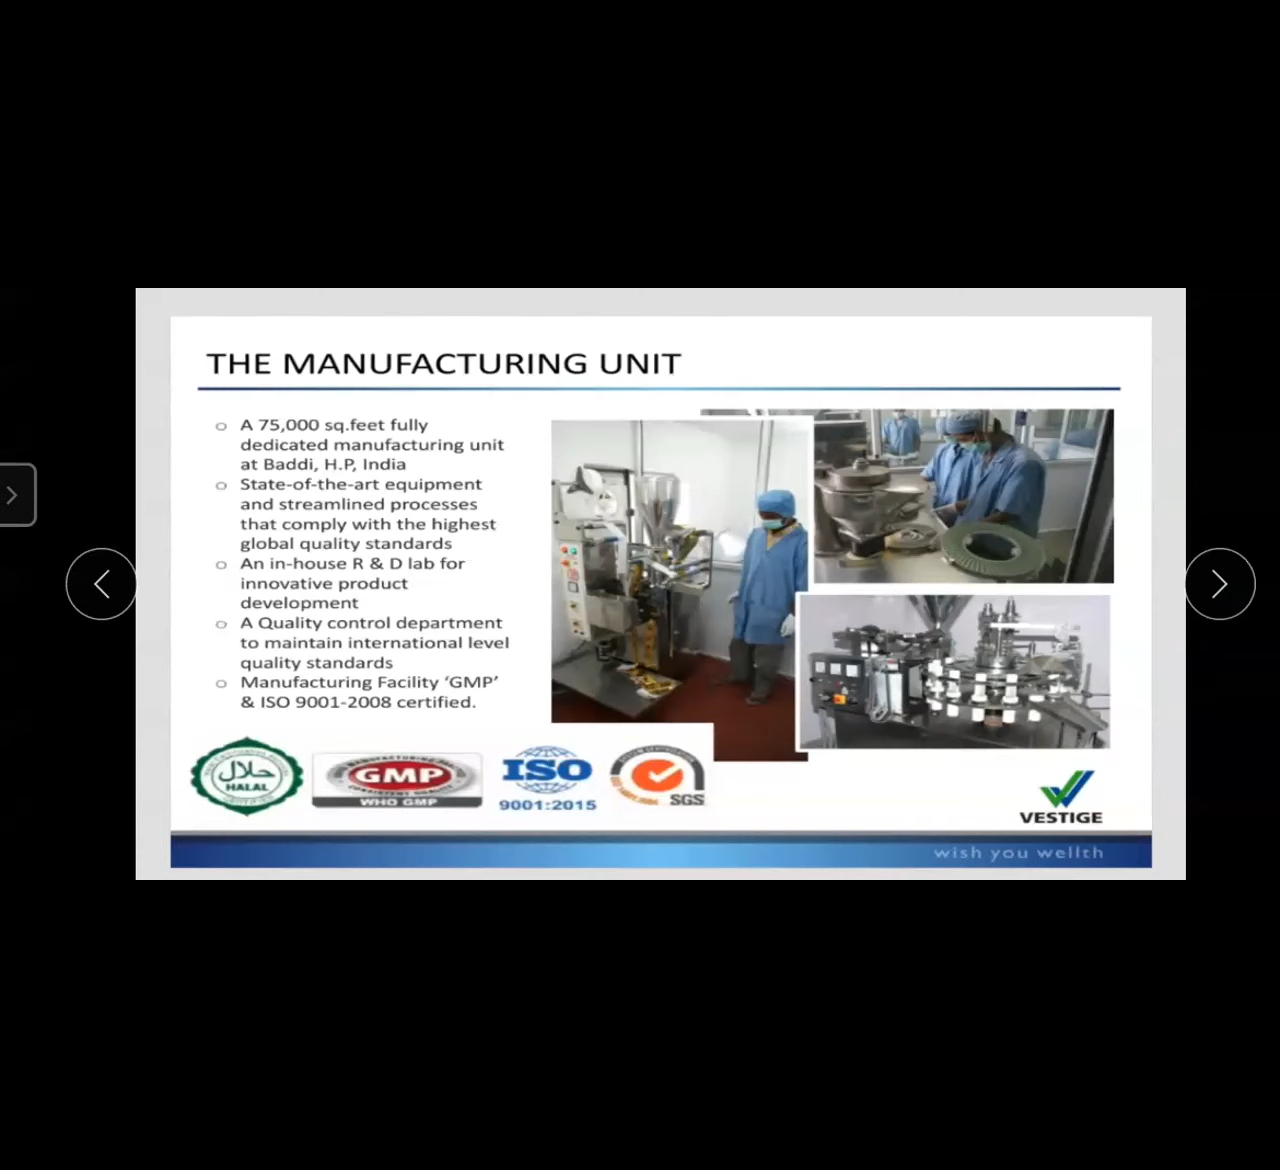 THE MANUFACTURING UNIT
o A 75,000 sq.feet fully
dedicated manufacturing unit
at Baddi, H.P, India
o State-of-the-art equipment
and streamlined processes
that comply with the highest
global quality standards
o An in-house R & D lab for
innovative product
development
o A Quality control department
to maintain international level
quality standards
o Manufacturing Facility ‘GMP’
& ISO 9001-2008 certified.
حلال
HALAL
GMP
WHO GMP
ISO
9001:2015
SGS
VESTIGE
wish you wellth